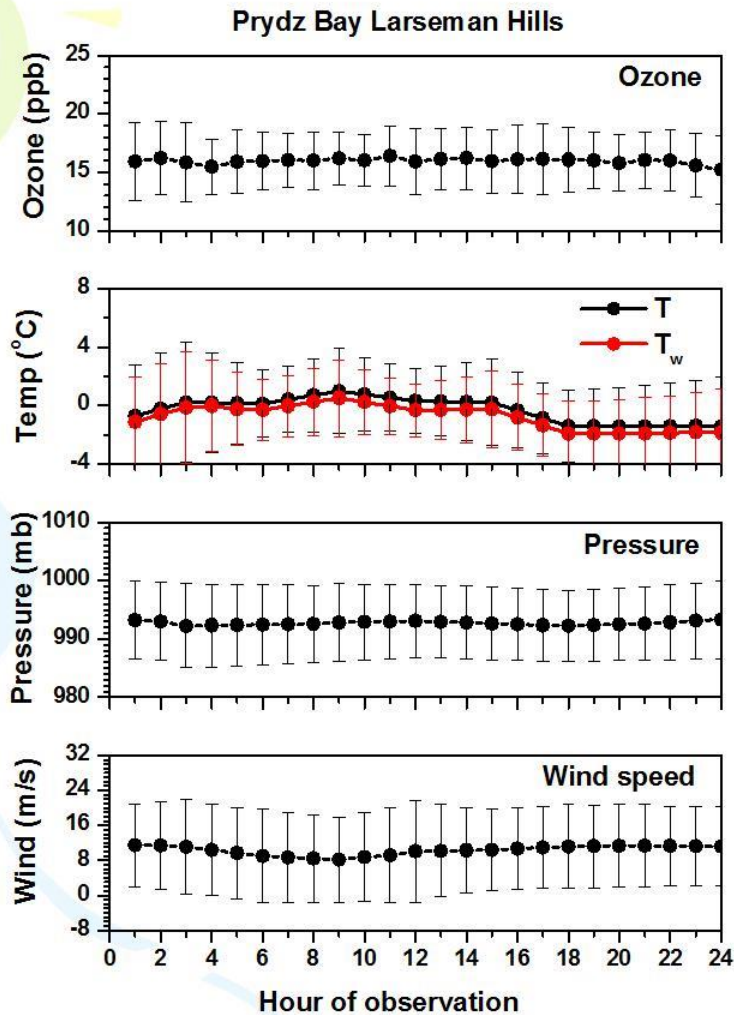 Prydz Bay Larseman Hills
25
20
15
10
Ozone (ppb)
Ozone
8
4
0
-4
Temp (°C)
T
T_w
1010
1000
990
980
Pressure (mb)
Pressure
32
24
16
8
0
-8
Wind (m/s)
Wind speed
0 2 4 6 8 10 12 14 16 18 20 22 24
Hour of observation